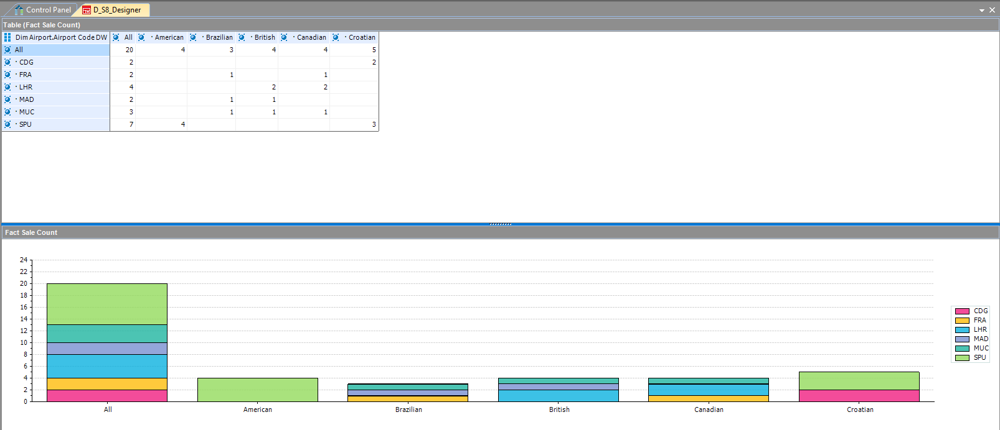 Control Panel D_S8_Designer
Table (Fact Sale Count)
Dim Airport.Airport Code DW All American Brazilian British Canadian Croatian
All 20 4 3 4 4 5
CDG 2 2
FRA 2 1 1
LHR 4 2 2
MAD 2 1 1
MUC 3 1 1 1
SPU 7 4 3
Fact Sale Count
24
22
20
18
16
14
12
10
8
6
4
2
0
All American Brazilian British Canadian Croatian
CDG
FRA
LHR
MAD
MUC
SPU